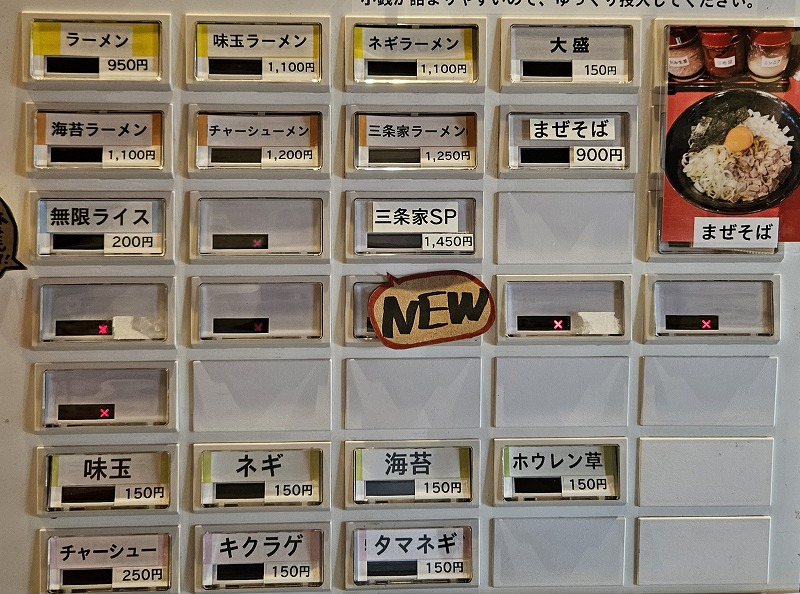 小銭が詰まりやすいので、ゆっくり投入してください。
ラーメン
950円
味玉ラーメン
1,100円
ネギラーメン
1,100円
大盛
150円
海苔ラーメン
1,100円
チャーシューメン
1,200円
三条家ラーメン
1,250円
まぜそば
900円
まぜそば
無限ライス
200円
三条家SP
1,450円
NEW
味玉
150円
ネギ
150円
海苔
150円
ホウレン草
150円
チャーシュー
250円
キクラゲ
150円
タマネギ
150円